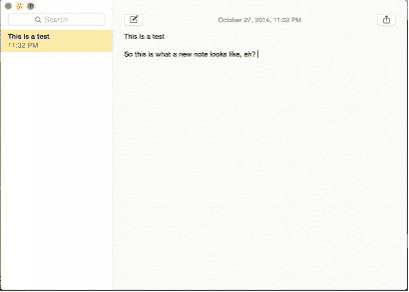 Search
This is a test
11:32 PM
October 27, 2014, 11:32 PM
This is a test
So this is what a new note looks like, eh?